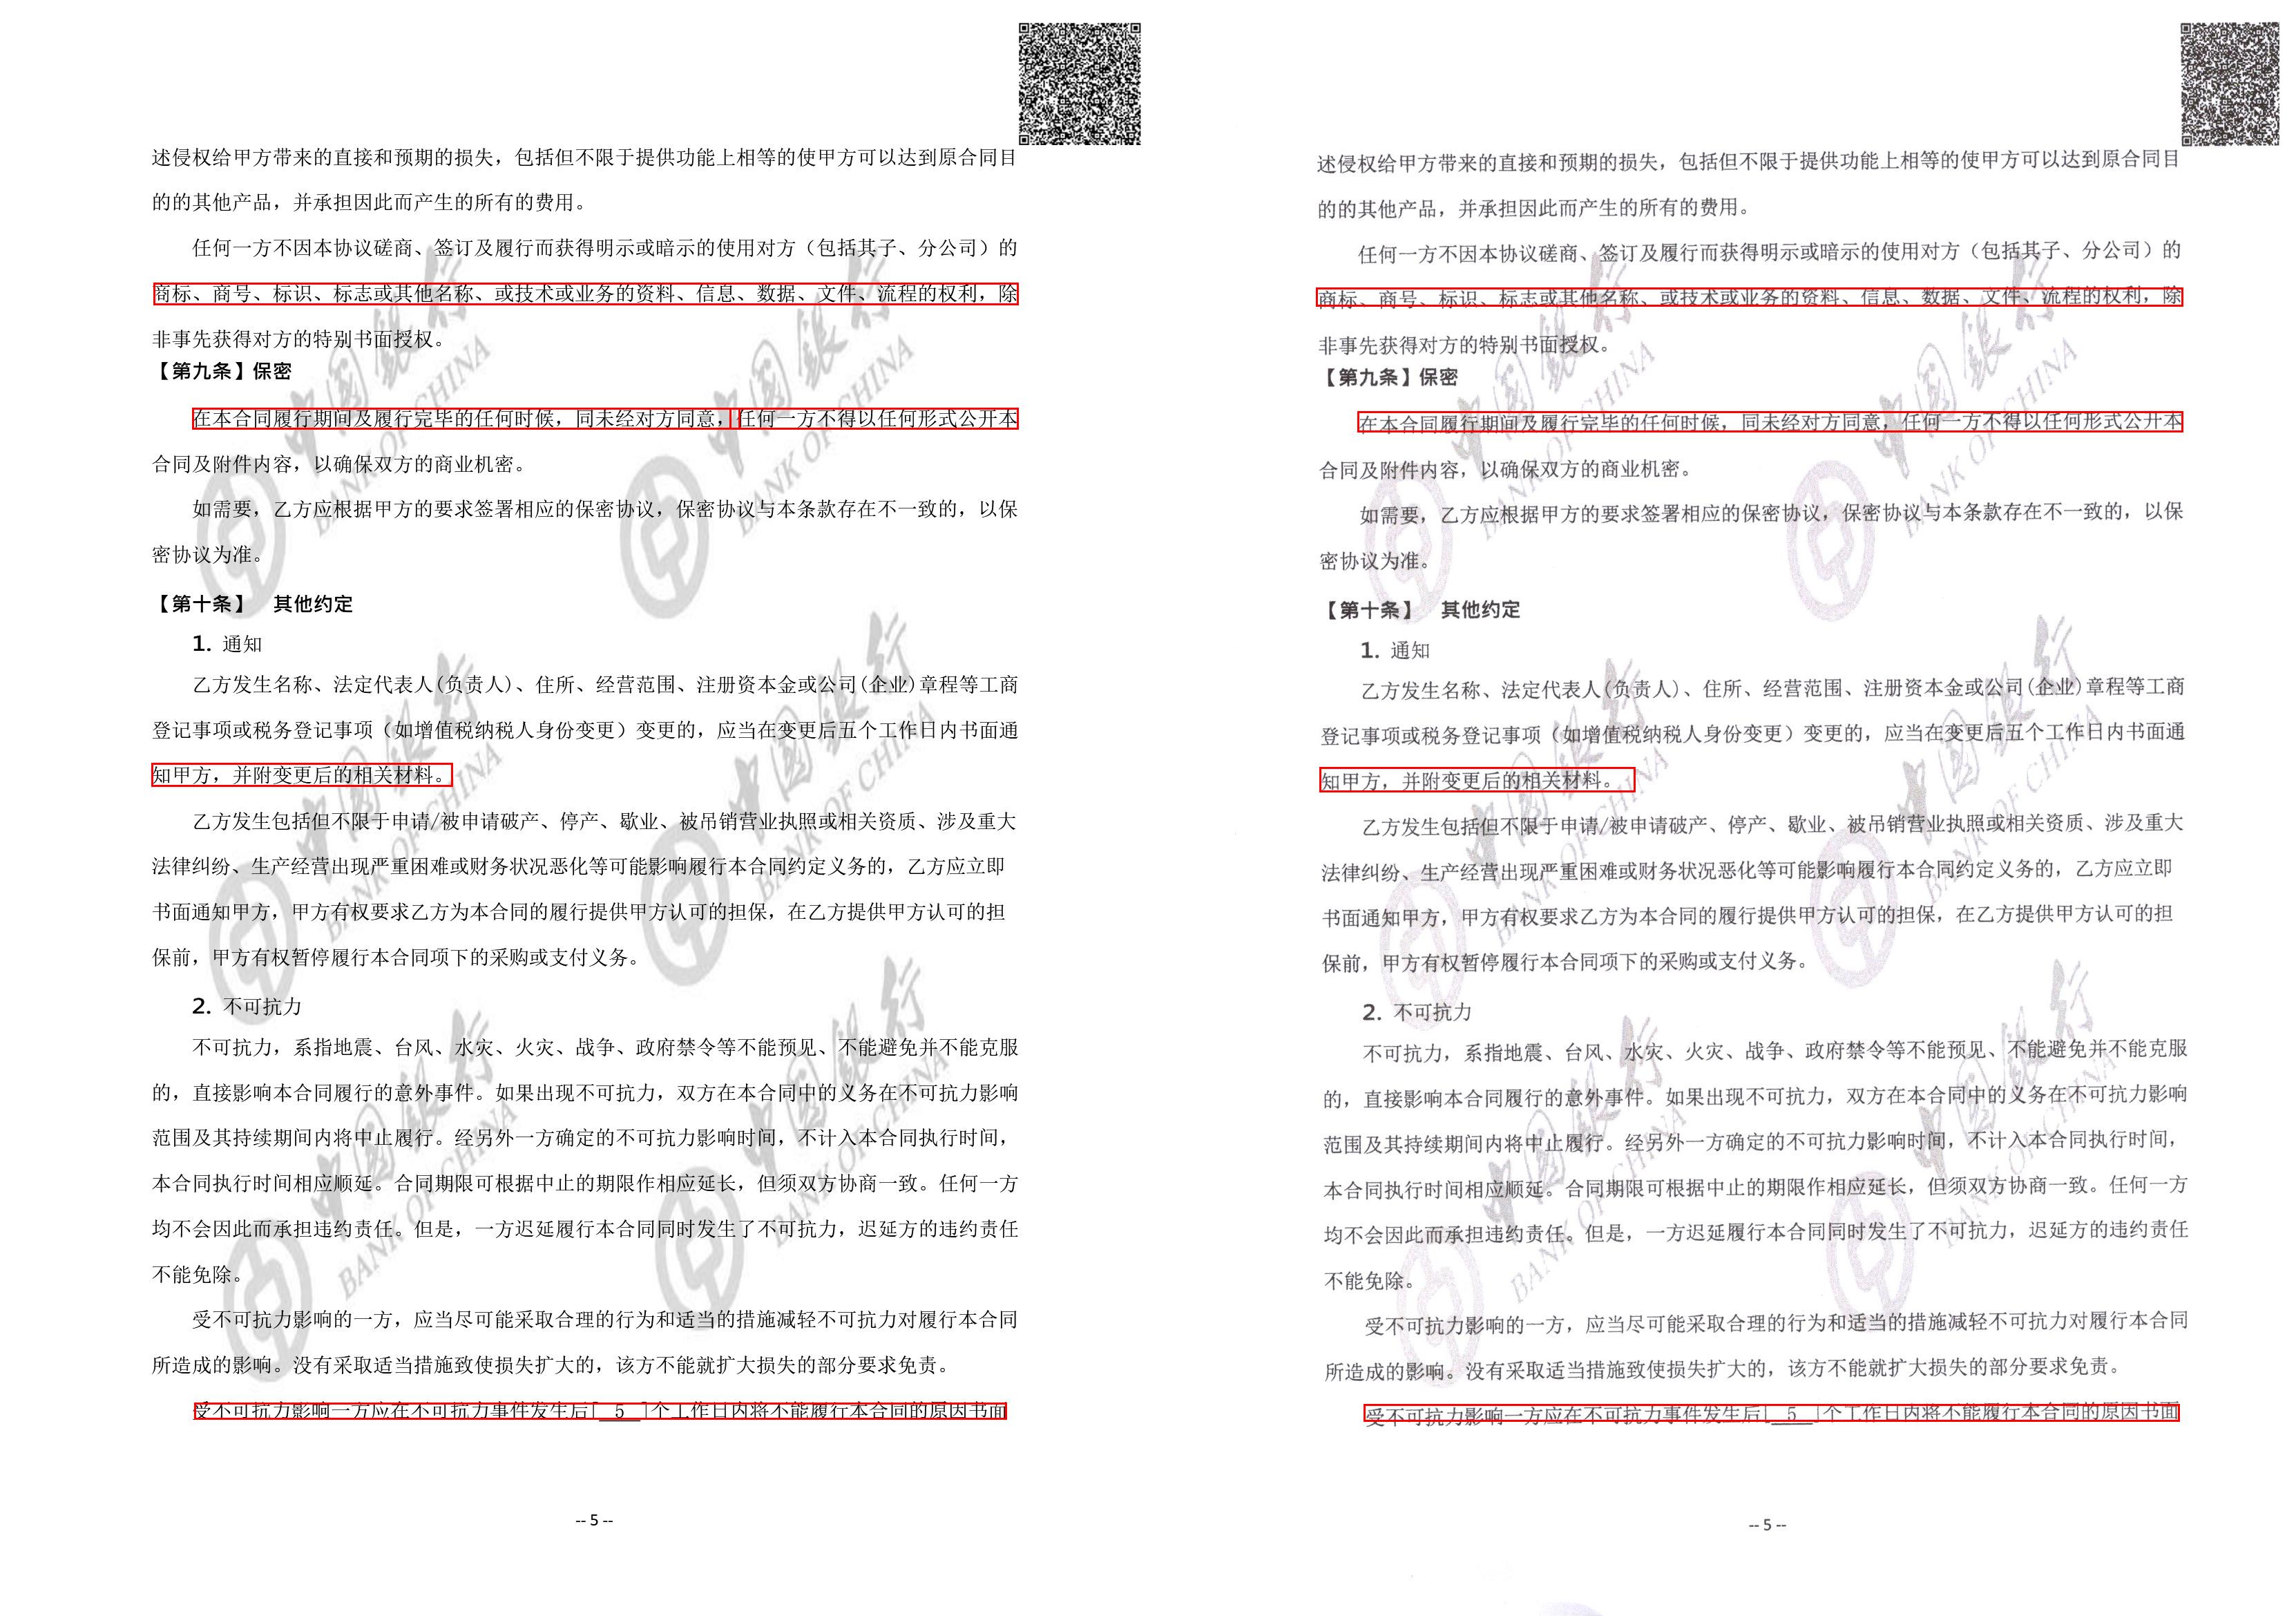 述侵权给甲方带来的直接和预期的损失，包括但不限于提供功能上相等的使甲方可以达到原合同目
的的其他产品，并承担因此而产生的所有的费用。
任何一方不因本协议磋商、签订及履行而获得明示或暗示的使用对方（包括其子、分公司）的
商标、商号、标识、标志或其他名称、或技术或业务的资料、信息、数据、文件、流程的权利，除
非事先获得对方的特别书面授权。
【第九条】保密
在本合同履行期间及履行完毕的任何时候，同未经对方同意，任何一方不得以任何形式公开本
合同及附件内容，以确保双方的商业机密。
如需要，乙方应根据甲方的要求签署相应的保密协议，保密协议与本条款存在不一致的，以保
密协议为准。
【第十条】 其他约定
1. 通知
乙方发生名称、法定代表人(负责人)、住所、经营范围、注册资本金或公司(企业)章程等工商
登记事项或税务登记事项（如增值税纳税人身份变更）变更的，应当在变更后五个工作日内书面通
知甲方，并附变更后的相关材料。
乙方发生包括但不限于申请/被申请破产、停产、歇业、被吊销营业执照或相关资质、涉及重大
法律纠纷、生产经营出现严重困难或财务状况恶化等可能影响履行本合同约定义务的，乙方应立即
书面通知甲方，甲方有权要求乙方为本合同的履行提供甲方认可的担保，在乙方提供甲方认可的担
保前，甲方有权暂停履行本合同项下的采购或支付义务。
2. 不可抗力
不可抗力，系指地震、台风、水灾、火灾、战争、政府禁令等不能预见、不能避免并不能克服
的，直接影响本合同履行的意外事件。如果出现不可抗力，双方在本合同中的义务在不可抗力影响
范围及其持续期间内将中止履行。经另外一方确定的不可抗力影响时间，不计入本合同执行时间，
本合同执行时间相应顺延。合同期限可根据中止的期限作相应延长，但须双方协商一致。任何一方
均不会因此而承担违约责任。但是，一方迟延履行本合同同时发生了不可抗力，迟延方的违约责任
不能免除。
受不可抗力影响的一方，应当尽可能采取合理的行为和适当的措施减轻不可抗力对履行本合同
所造成的影响。没有采取适当措施致使损失扩大的，该方不能就扩大损失的部分要求免责。
受不可抗力影响一方应在不可抗力事件发生后[ 5 ]个工作日内将不能履行本合同的原因书面
-- 5 --
中国银行
BANK OF CHINA
中国银行
BANK OF CHINA
中国银行
BANK OF CHINA
中国银行
BANK OF CHINA
中国银行
BANK OF CHINA
中国银行
BANK OF CHINA
述侵权给甲方带来的直接和预期的损失，包括但不限于提供功能上相等的使甲方可以达到原合同目
的的其他产品，并承担因此而产生的所有的费用。
任何一方不因本协议磋商、签订及履行而获得明示或暗示的使用对方（包括其子、分公司）的
商标、商号、标识、标志或其他名称、或技术或业务的资料、信息、数据、文件、流程的权利，除
非事先获得对方的特别书面授权。
【第九条】保密
在本合同履行期间及履行完毕的任何时候，同未经对方同意，任何一方不得以任何形式公开本
合同及附件内容，以确保双方的商业机密。
如需要，乙方应根据甲方的要求签署相应的保密协议，保密协议与本条款存在不一致的，以保
密协议为准。
【第十条】 其他约定
1. 通知
乙方发生名称、法定代表人(负责人)、住所、经营范围、注册资本金或公司(企业)章程等工商
登记事项或税务登记事项（如增值税纳税人身份变更）变更的，应当在变更后五个工作日内书面通
知甲方，并附变更后的相关材料。
乙方发生包括但不限于申请/被申请破产、停产、歇业、被吊销营业执照或相关资质、涉及重大
法律纠纷、生产经营出现严重困难或财务状况恶化等可能影响履行本合同约定义务的，乙方应立即
书面通知甲方，甲方有权要求乙方为本合同的履行提供甲方认可的担保，在乙方提供甲方认可的担
保前，甲方有权暂停履行本合同项下的采购或支付义务。
2. 不可抗力
不可抗力，系指地震、台风、水灾、火灾、战争、政府禁令等不能预见、不能避免并不能克服
的，直接影响本合同履行的意外事件。如果出现不可抗力，双方在本合同中的义务在不可抗力影响
范围及其持续期间内将中止履行。经另外一方确定的不可抗力影响时间，不计入本合同执行时间，
本合同执行时间相应顺延。合同期限可根据中止的期限作相应延长，但须双方协商一致。任何一方
均不会因此而承担违约责任。但是，一方迟延履行本合同同时发生了不可抗力，迟延方的违约责任
不能免除。
受不可抗力影响的一方，应当尽可能采取合理的行为和适当的措施减轻不可抗力对履行本合同
所造成的影响。没有采取适当措施致使损失扩大的，该方不能就扩大损失的部分要求免责。
受不可抗力影响一方应在不可抗力事件发生后[ 5 ]个工作日内将不能履行本合同的原因书面
-- 5 --
中国银行
BANK OF CHINA
中国银行
BANK OF CHINA
中国银行
BANK OF CHINA
中国银行
BANK OF CHINA
中国银行
BANK OF CHINA
中国银行
BANK OF CHINA